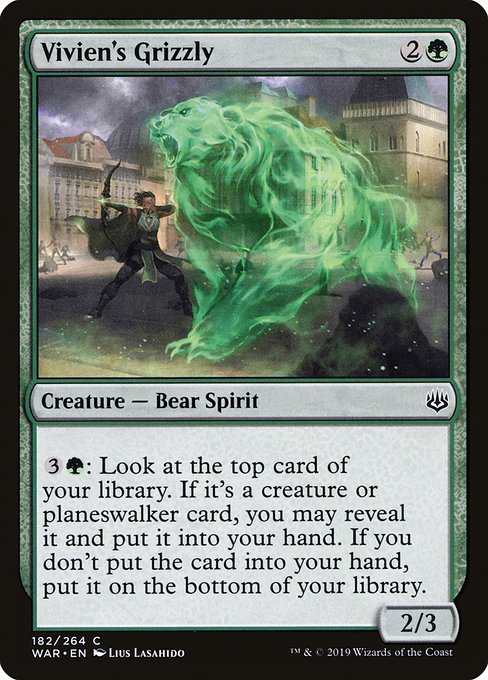 Vivien's Grizzly 2
Creature — Bear Spirit
3: Look at the top card of
your library. If it's a creature or
planeswalker card, you may reveal
it and put it into your hand. If you
don't put the card into your hand,
put it on the bottom of your library.
2/3
182/264 C
WAR • EN Lius Lasahido
™ & © 2019 Wizards of the Coast